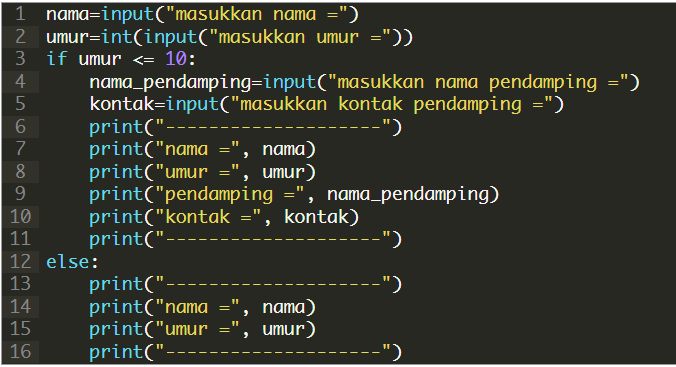 1 nama=input("masukkan nama =")
2 umur=int(input("masukkan umur ="))
3 if umur <= 10:
4     nama_pendamping=input("masukkan nama pendamping =")
5     kontak=input("masukkan kontak pendamping =")
6     print("--------------------")
7     print("nama =", nama)
8     print("umur =", umur)
9     print("pendamping =", nama_pendamping)
10     print("kontak =", kontak)
11     print("--------------------")
12 else:
13     print("--------------------")
14     print("nama =", nama)
15     print("umur =", umur)
16     print("--------------------")